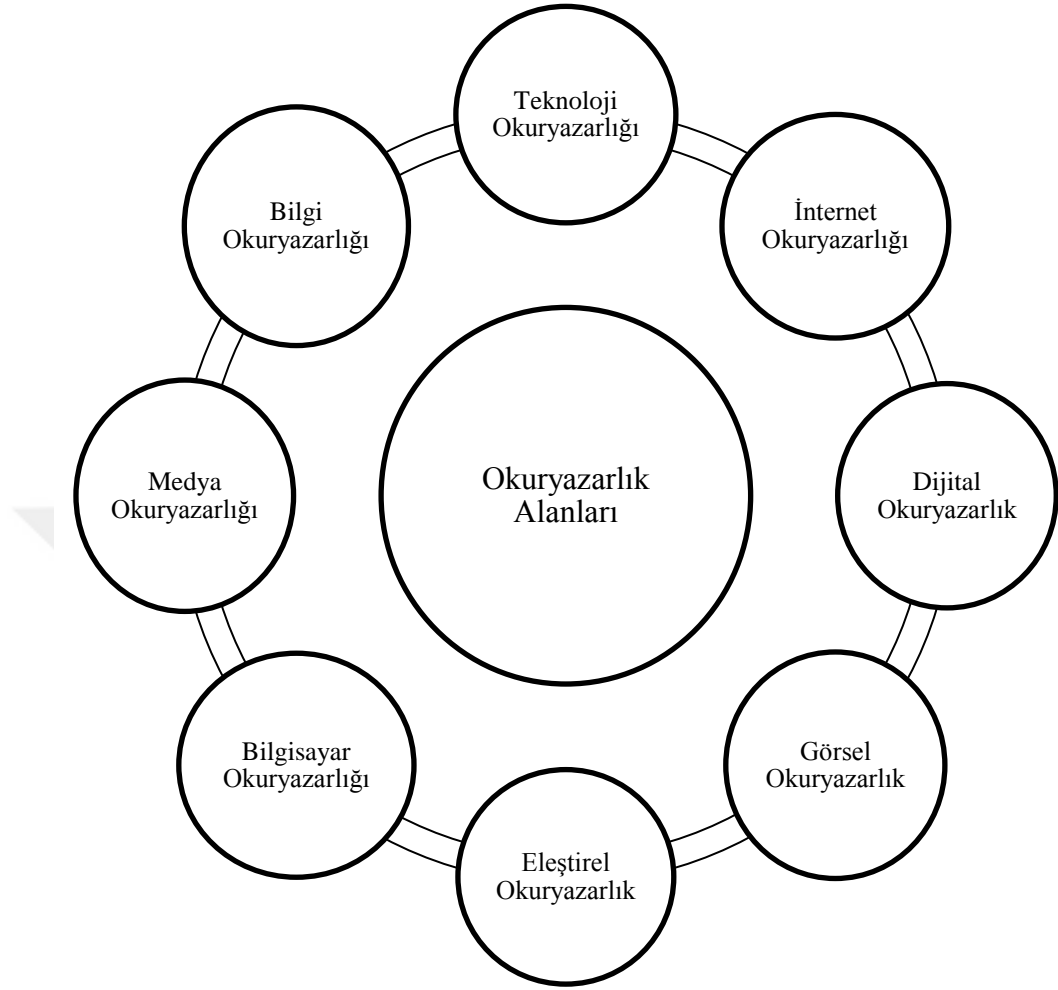 Teknoloji
Okuryazarlığı
İnternet
Okuryazarlığı
Dijital
Okuryazarlık
Görsel
Okuryazarlık
Eleştirel
Okuryazarlık
Bilgisayar
Okuryazarlığı
Medya
Okuryazarlığı
Bilgi
Okuryazarlığı
Okuryazarlık
Alanları